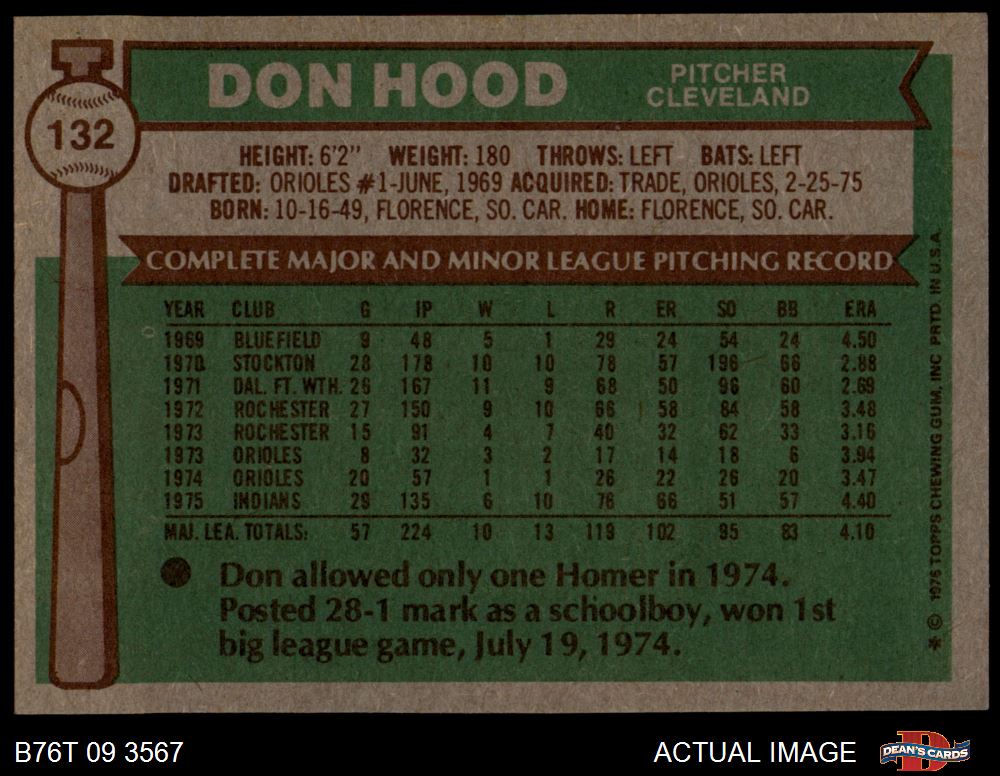 132
DON HOOD
PITCHER
CLEVELAND
HEIGHT: 6'2" WEIGHT: 180 THROWS: LEFT BATS: LEFT
DRAFTED: ORIOLES #1-JUNE, 1969 ACQUIRED: TRADE, ORIOLES, 2-25-75
BORN: 10-16-49, FLORENCE, SO. CAR. HOME: FLORENCE, SO. CAR.
COMPLETE MAJOR AND MINOR LEAGUE PITCHING RECORD
YEAR CLUB G IP W L R ER SO BB ERA
1969 BLUEFIELD 9 48 5 1 29 24 54 24 4.50
1970 STOCKTON 28 178 10 10 78 57 196 66 2.88
1971 DAL. FT. WTH. 26 167 11 9 68 50 96 60 2.69
1972 ROCHESTER 27 150 9 10 66 58 84 58 3.48
1973 ROCHESTER 15 91 4 7 40 32 62 33 3.16
1973 ORIOLES 8 32 3 2 17 14 18 6 3.94
1974 ORIOLES 20 57 1 1 26 22 26 20 3.47
1975 INDIANS 29 135 6 10 76 66 51 57 4.40
MAJ. LEA. TOTALS: 57 224 10 13 119 102 95 83 4.10
Don allowed only one Homer in 1974.
Posted 28-1 mark as a schoolboy, won 1st
big league game, July 19, 1974.
* © 1976 TOPPS CHEWING GUM, INC PRTD. IN U.S.A.
B76T 09 3567
ACTUAL IMAGE
D
DEAN'S CARDS